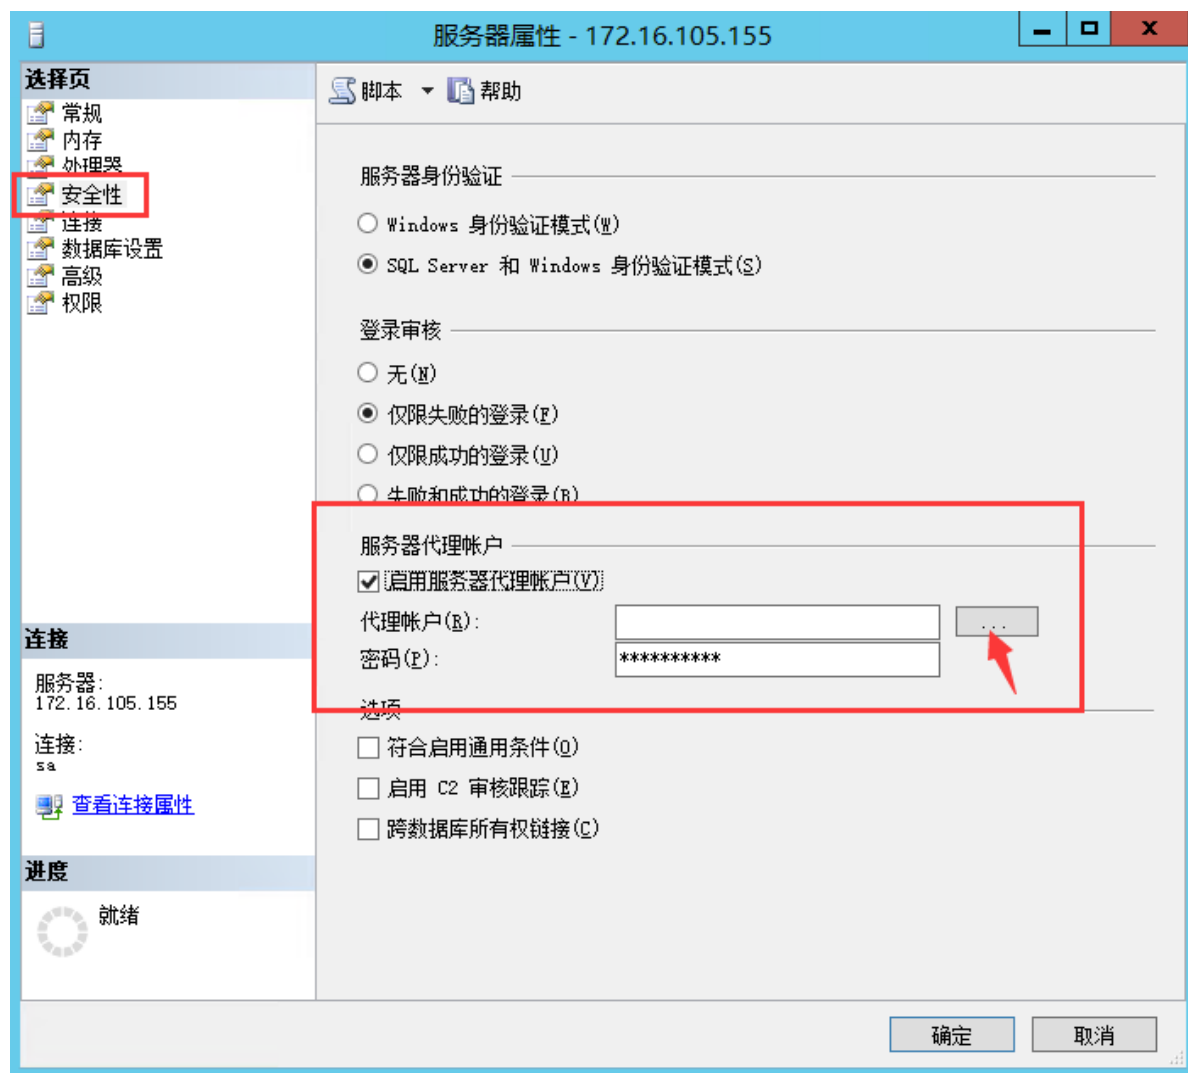 服务器属性 - 172.16.105.155
X
选择页
常规
内存
处理器
安全性
连接
数据库设置
高级
权限
脚本 帮助
服务器身份验证
Windows 身份验证模式(W)
SQL Server 和 Windows 身份验证模式(S)
登录审核
无(N)
仅限失败的登录(F)
仅限成功的登录(U)
失败和成功的登录(B)
服务器代理帐户
启用服务器代理帐户(V)
代理帐户(R):
...
密码(P):
**********
选项
符合启用通用条件(O)
启用 C2 审核跟踪(E)
跨数据库所有权链接(C)
连接
服务器:
172.16.105.155
连接:
sa
查看连接属性
进度
就绪
确定
取消